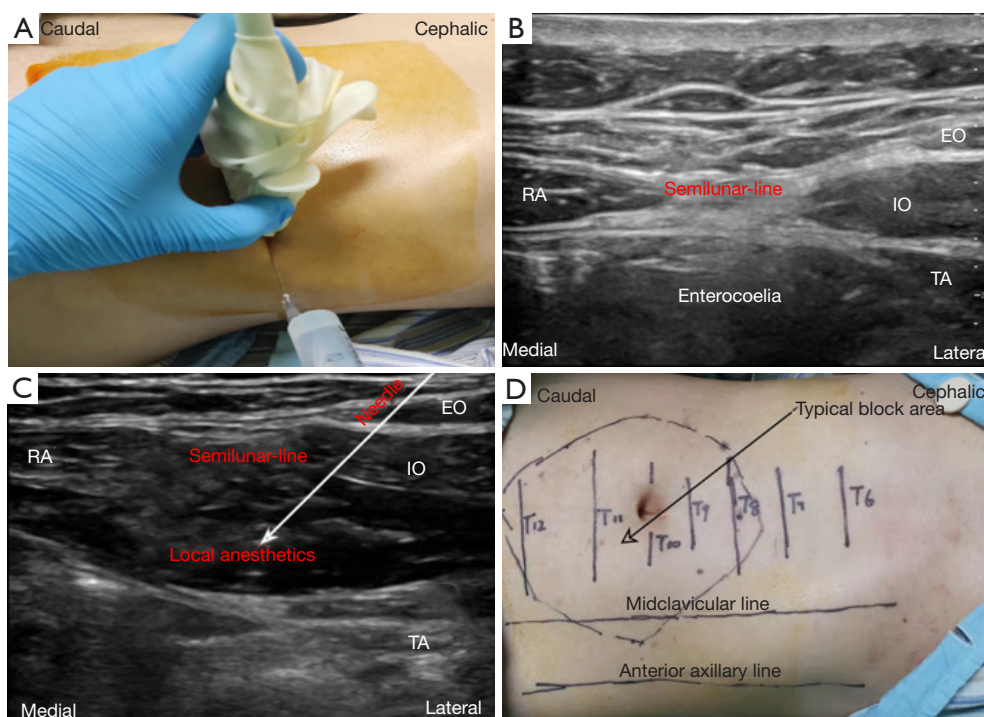 A
Caudal
Cephalic
B
EO
RA
Semilunar-line
IO
TA
Enterocoelia
Medial
Lateral
C
Needle
EO
RA
Semilunar-line
IO
Local anesthetics
TA
Medial
Lateral
D
Caudal
Cephalic
Typical block area
T12
T11
T10
T9
T8
T7
T6
Midclavicular line
Anterior axillary line